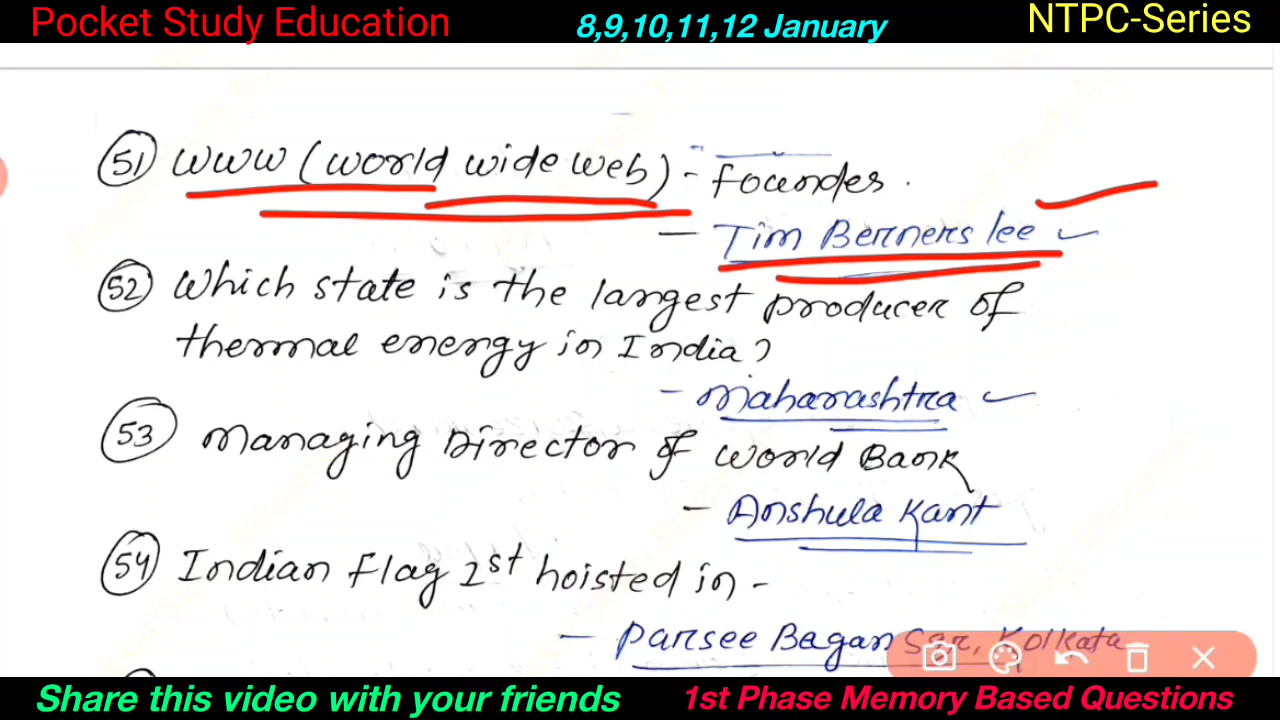 Pocket Study Education
8,9,10,11,12 January
NTPC-Series
51 WWW (World Wide Web) - Founder.
- Tim Berners lee
52 Which state is the largest producer of
thermal energy in India?
- Maharashtra
53 Managing Director of World Bank
- Anshula Kant
54 Indian Flag 1st hoisted in -
- Parsee Bagan Sqr, Kolkata
Share this video with your friends
1st Phase Memory Based Questions